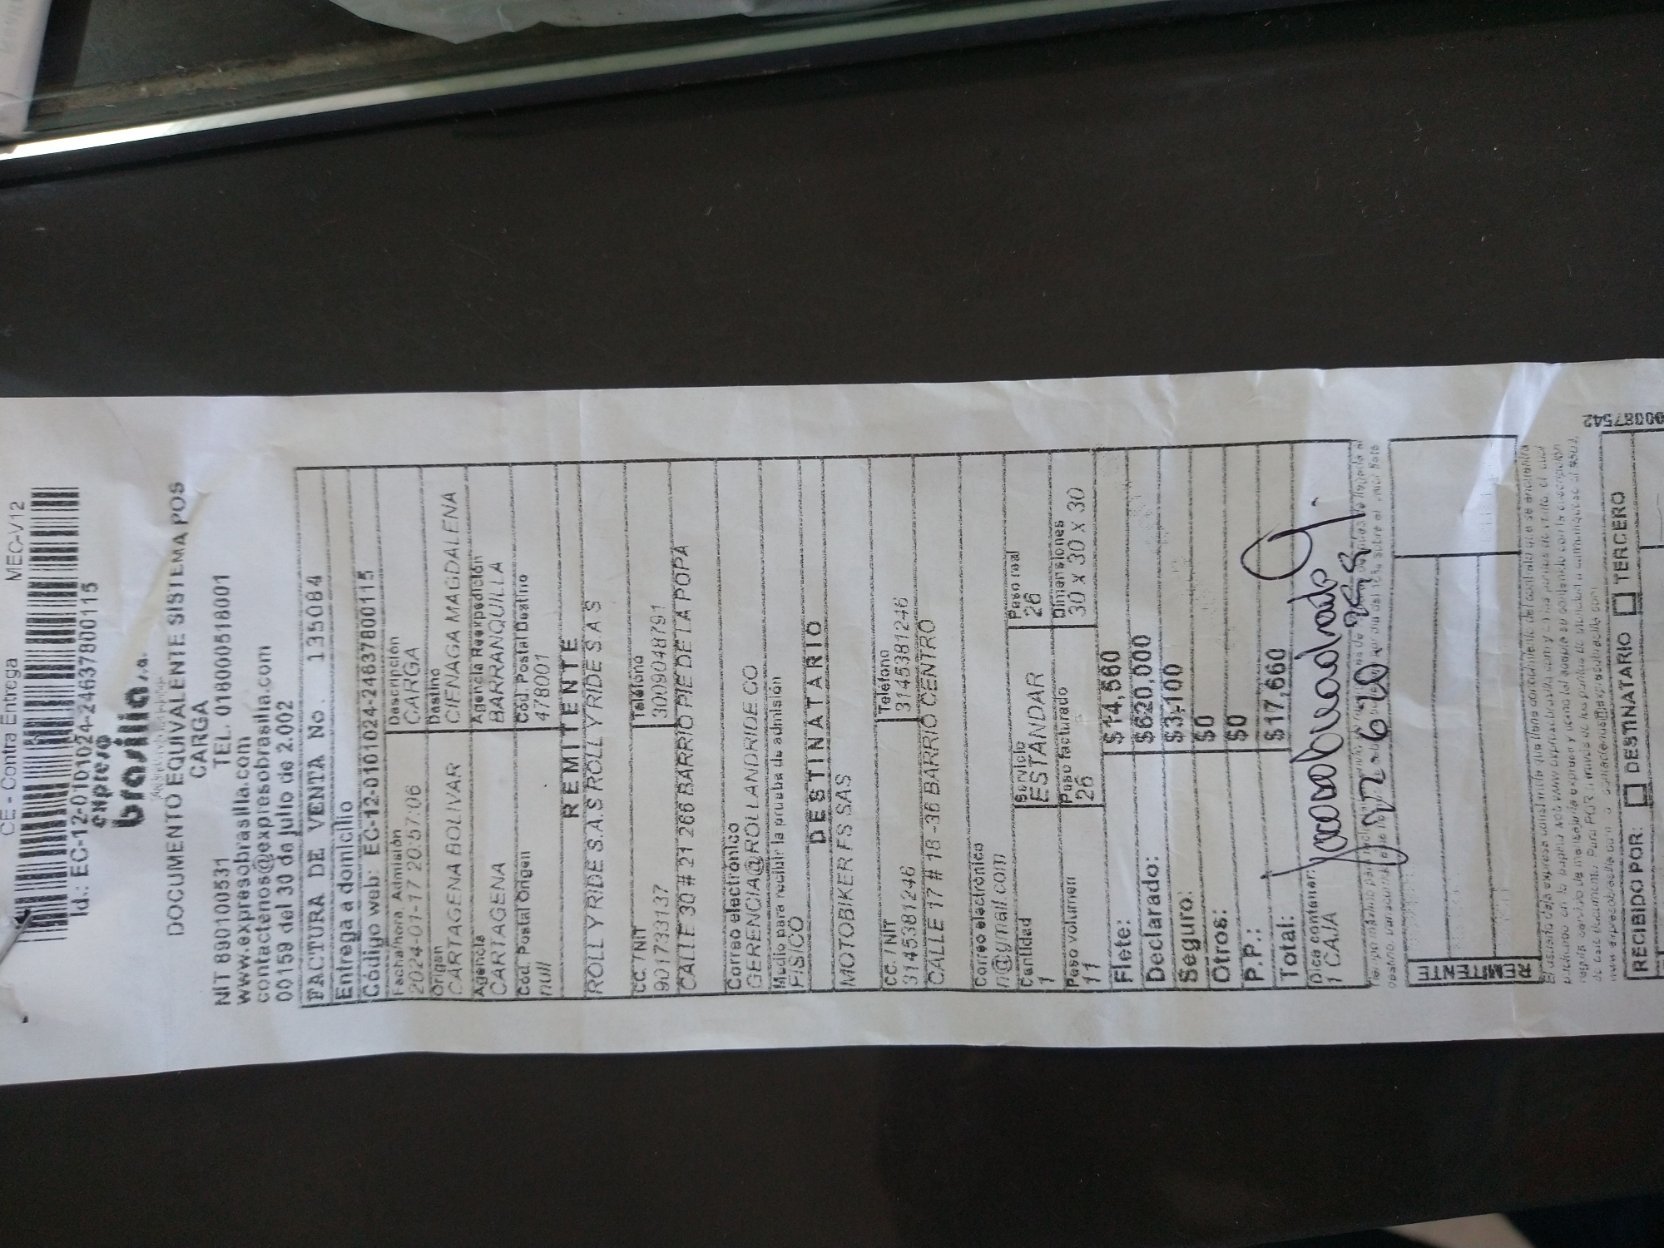 CE - Contra Entrega MEC-V12
Id.: EC-12-0101024-24637800115
expreso
brasilia s.a.
DOCUMENTO EQUIVALENTE SISTEMA POS
CARGA
NIT 8901005​31 TEL. 018000518001
www.expresobrasilia.com
contactenos@expresobrasilia.com
00159 del 30 de julio de 2.002
FACTURA DE VENTA No. 135084
Entrega a domicilio
Código web: EC-12-0101024-24637800115
Fecha/hora Admisión Descripción
2024-01-17 20:57:06 CARGA
Origen Destino
CARTAGENA BOLIVAR CIENAGA MAGDALENA
Agencia Agencia Reexpedición
CARTAGENA BARRANQUILLA
Cód. Postal Origen Cód. Postal Destino
null 478001
REMITENTE
ROLL Y RIDE S.A.S ROLL Y RIDE S A S
CC. / NIT Teléfono
901733137 3009048791
CALLE 30 # 21 266 BARRIO PIE DE LA POPA
Correo electrónico
GERENCIA@ROLLANDRIDE.CO
Medio para recibir la prueba de admisión
FISICO
DESTINATARIO
MOTOBIKERFS SAS
CC. / NIT Teléfono
3145381246 3145381246
CALLE 17 # 18 -36 BARRIO CENTRO
Correo electrónico
n@gmail.com
Cantidad Servicio Peso real
1 ESTANDAR 26
Peso volumen Peso facturado Dimensiones
11 26 30 x 30 x 30
Flete: $14,560
Declarado: $620,000
Seguro: $3,100
Otros: $0
P.P.: $0
Total: $17,660
Dice contener:
1 CAJA
REMITENTE
00087542
RECIBIDO POR: DESTINATARIO TERCERO